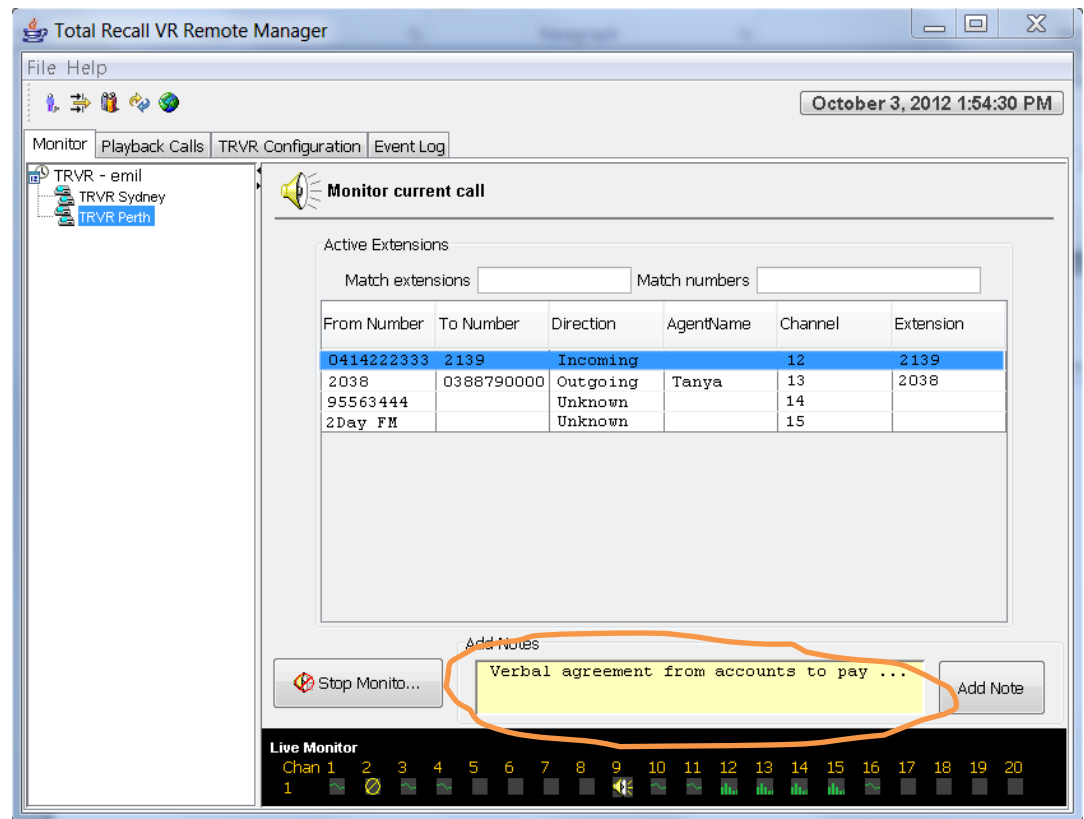 Total Recall VR Remote Manager
File Help
October 3, 2012 1:54:30 PM
Monitor Playback Calls TRVR Configuration Event Log
TRVR - emil
TRVR Sydney
TRVR Perth
Monitor current call
Active Extensions
Match extensions Match numbers
From Number To Number Direction AgentName Channel Extension
0414222333 2139 Incoming 12 2139
2038 0388790000 Outgoing Tanya 13 2038
95563444 Unknown 14
2Day FM Unknown 15
Add Notes
Verbal agreement from accounts to pay ...
Stop Monito... Add Note
Live Monitor
Chan 1 2 3 4 5 6 7 8 9 10 11 12 13 14 15 16 17 18 19 20
1